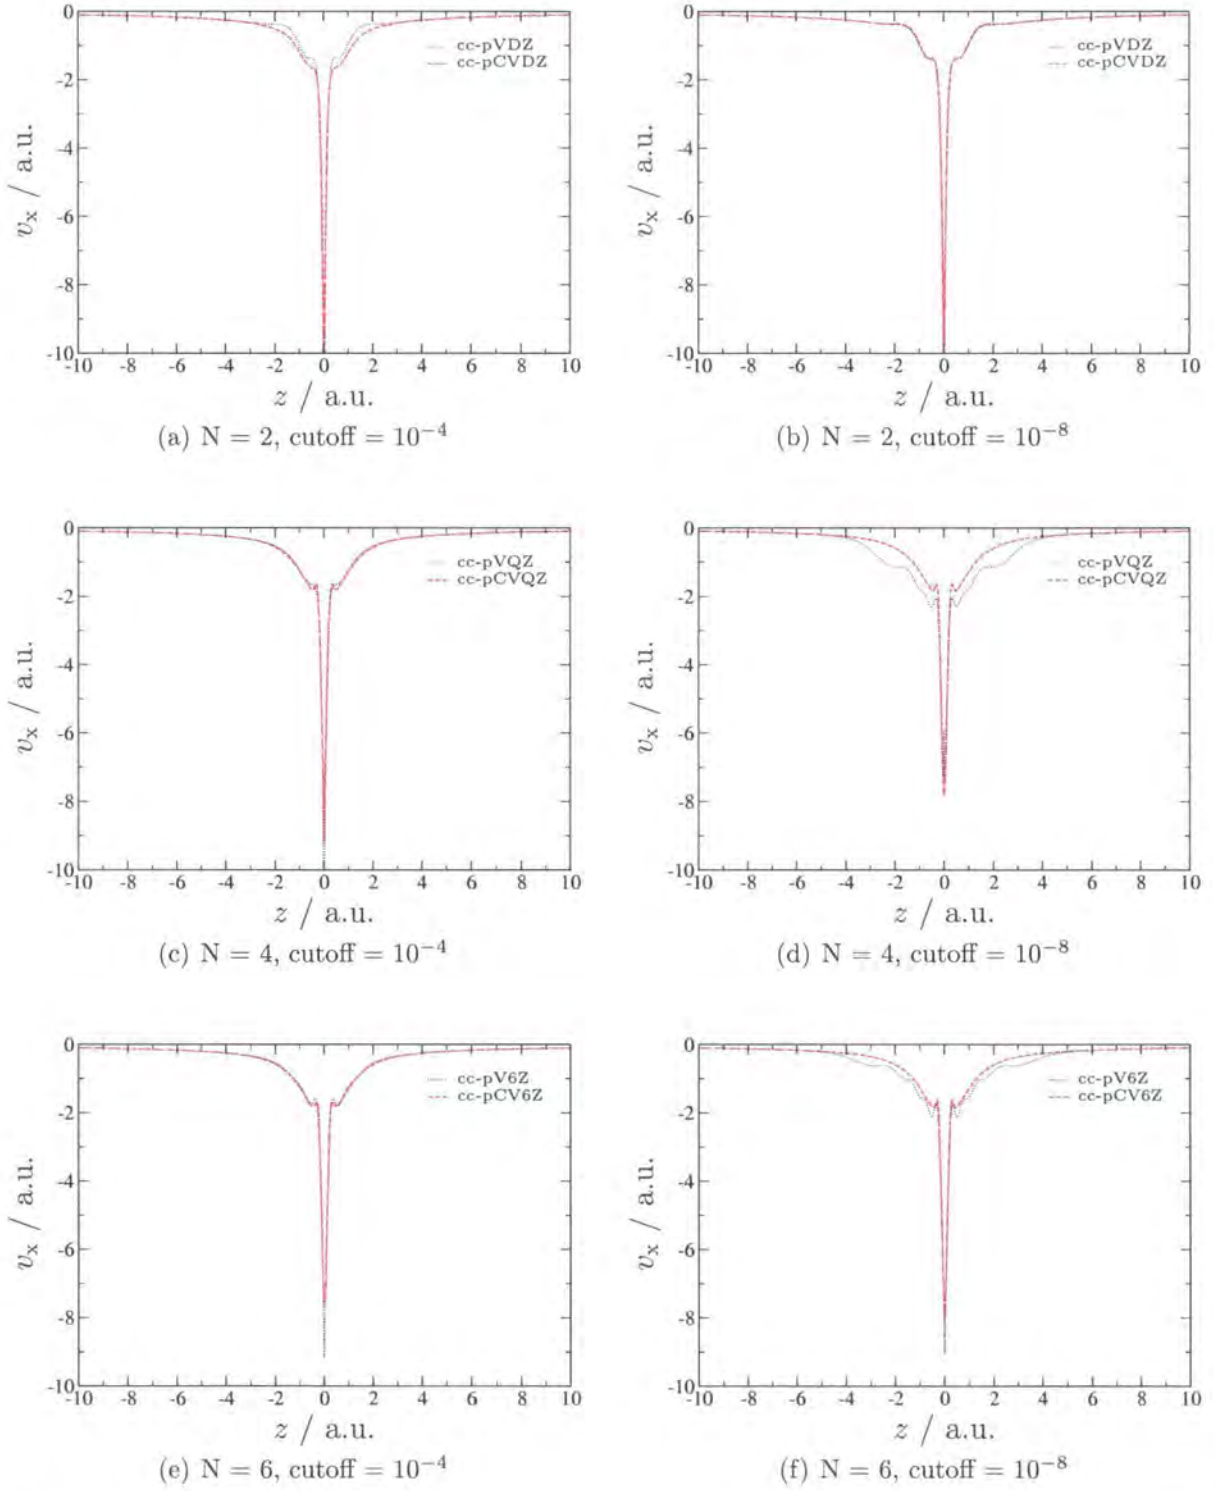 0
-2
-4
-6
-8
-10
-10 -8 -6 -4 -2 0 2 4 6 8 10
v_x / a.u.
z / a.u.
cc-pVDZ
cc-pCVDZ
(a) N = 2, cutoff = 10⁻⁴
0
-2
-4
-6
-8
-10
-10 -8 -6 -4 -2 0 2 4 6 8 10
v_x / a.u.
z / a.u.
cc-pVDZ
cc-pCVDZ
(b) N = 2, cutoff = 10⁻⁸
0
-2
-4
-6
-8
-10
-10 -8 -6 -4 -2 0 2 4 6 8 10
v_x / a.u.
z / a.u.
cc-pVQZ
cc-pCVQZ
(c) N = 4, cutoff = 10⁻⁴
0
-2
-4
-6
-8
-10
-10 -8 -6 -4 -2 0 2 4 6 8 10
v_x / a.u.
z / a.u.
cc-pVQZ
cc-pCVQZ
(d) N = 4, cutoff = 10⁻⁸
0
-2
-4
-6
-8
-10
-10 -8 -6 -4 -2 0 2 4 6 8 10
v_x / a.u.
z / a.u.
cc-pV6Z
cc-pCV6Z
(e) N = 6, cutoff = 10⁻⁴
0
-2
-4
-6
-8
-10
-10 -8 -6 -4 -2 0 2 4 6 8 10
v_x / a.u.
z / a.u.
cc-pV6Z
cc-pCV6Z
(f) N = 6, cutoff = 10⁻⁸